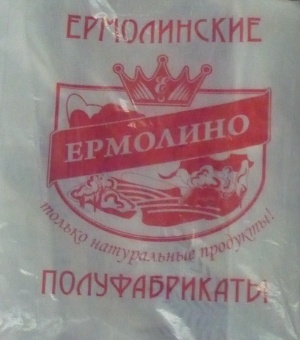 ЕРМОЛИНСКИЕ
Е
ЕРМОЛИНО
только натуральные продукты!
ПОЛУФАБРИКАТЫ